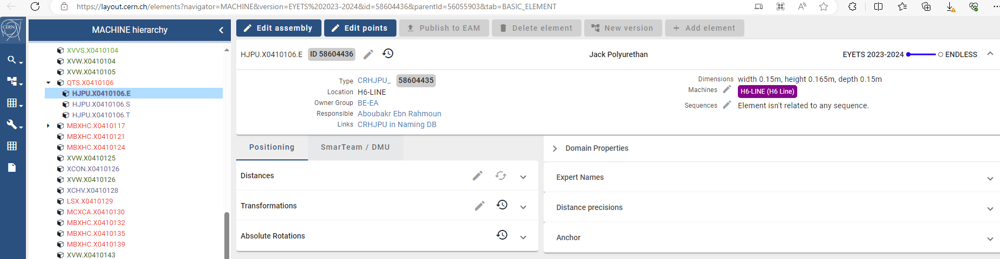 https://layout.cern.ch/elements?navigator=MACHINE&version=EYETS%202023-2024&id=58604436&parentId=56055903&tab=BASIC_ELEMENT
CERN
MACHINE hierarchy
XVVS.X0410104
XVW.X0410104
XVW.X0410105
QTS.X0410106
HJPU.X0410106.E
HJPU.X0410106.S
HJPU.X0410106.T
MBXHC.X0410117
MBXHC.X0410121
MBXHC.X0410124
XVW.X0410125
XCON.X0410126
XVW.X0410126
XCHV.X0410128
LSX.X0410129
MCXCA.X0410130
MBXHC.X0410132
MBXHC.X0410135
MBXHC.X0410139
XVW.X0410143
Edit assembly Edit points Publish to EAM Delete element New version Add element
HJPU.X0410106.E ID 58604436 Jack Polyurethan EYETS 2023-2024 ENDLESS
Type CRHJPU_ 58604435
Location H6-LINE
Owner Group BE-EA
Responsible Aboubakr Ebn Rahmoun
Links CRHJPU in Naming DB
Dimensions width 0.15m, height 0.165m, depth 0.15m
Machines H6-LINE (H6 Line)
Sequences Element isn't related to any sequence.
Positioning SmarTeam / DMU
Distances
Transformations
Absolute Rotations
Domain Properties
Expert Names
Distance precisions
Anchor